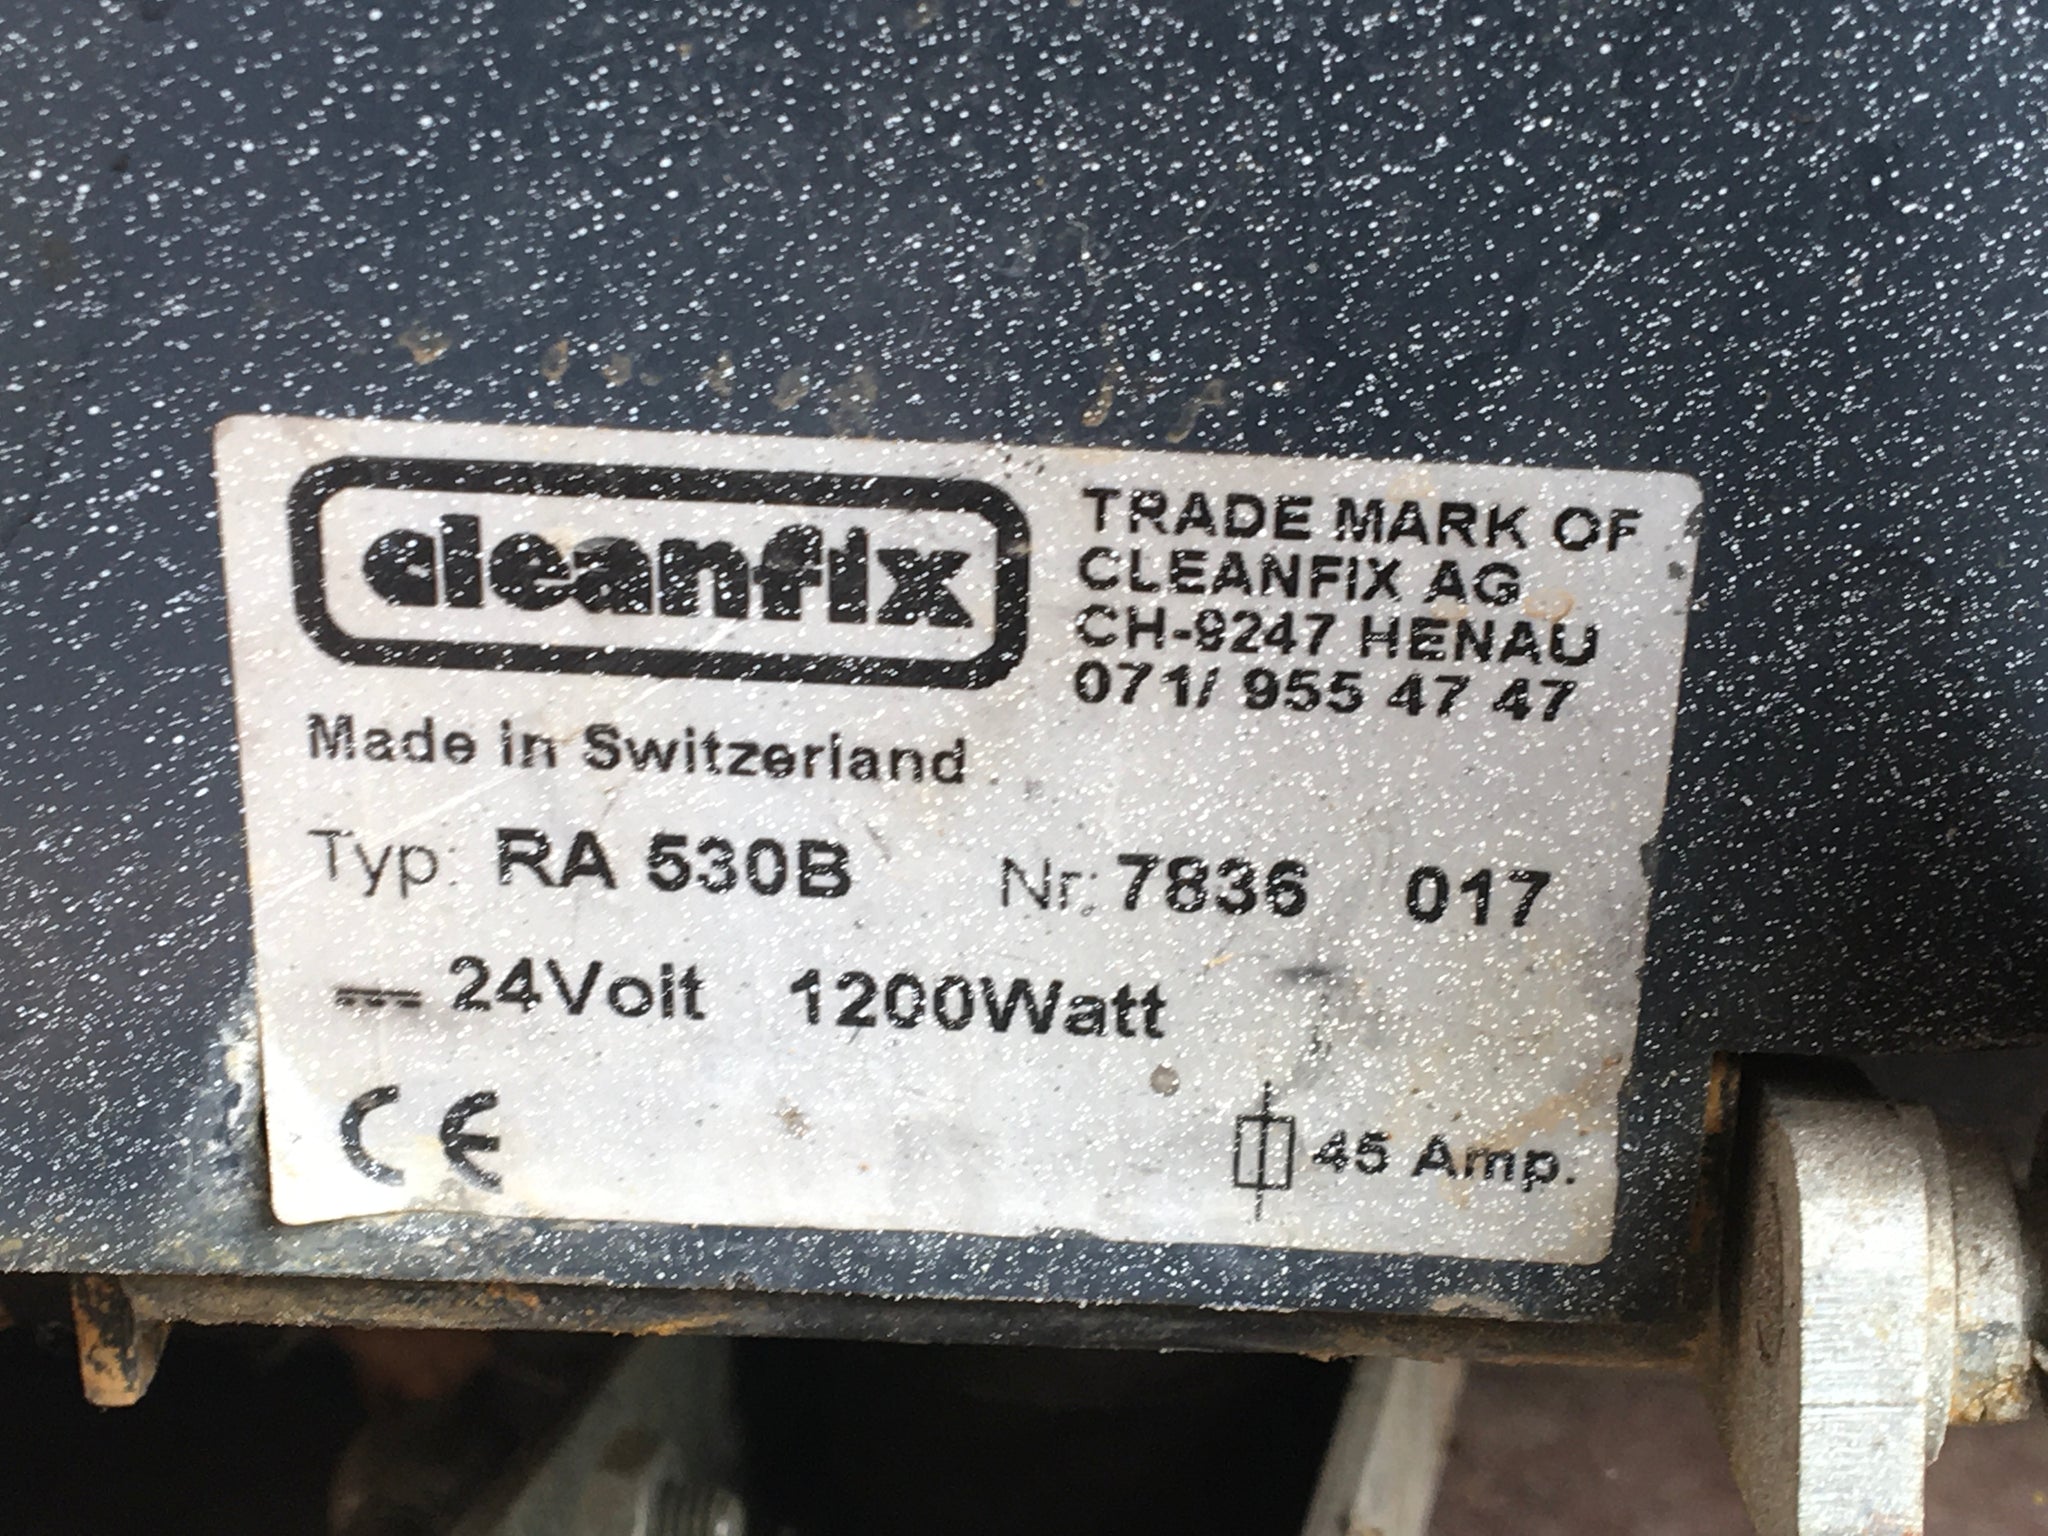 cleanfix
TRADE MARK OF
CLEANFIX AG
CH-9247 HENAU
071/ 955 47 47
Made in Switzerland
Typ: RA 530B Nr: 7836 017
24Volt 1200Watt
CE
45 Amp.